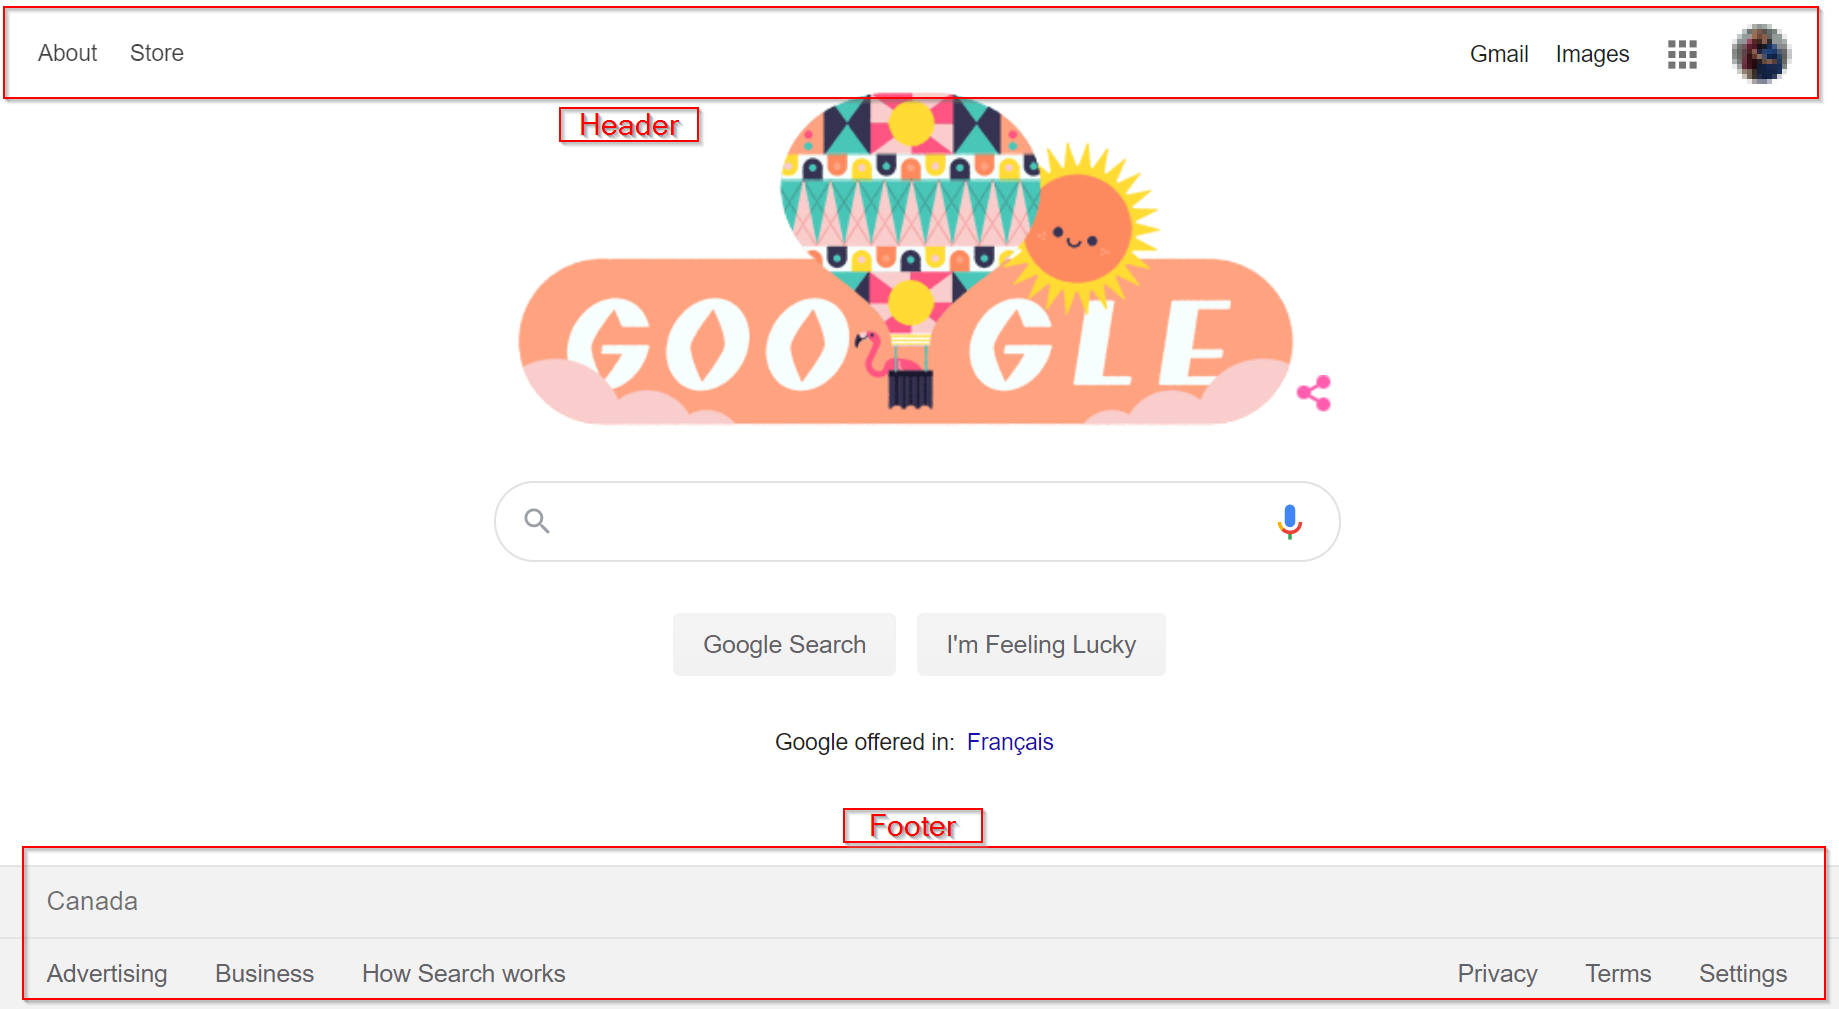 About Store Gmail Images
Header
GOOGLE
Google Search I'm Feeling Lucky
Google offered in: Français
Footer
Canada
Advertising Business How Search works Privacy Terms Settings